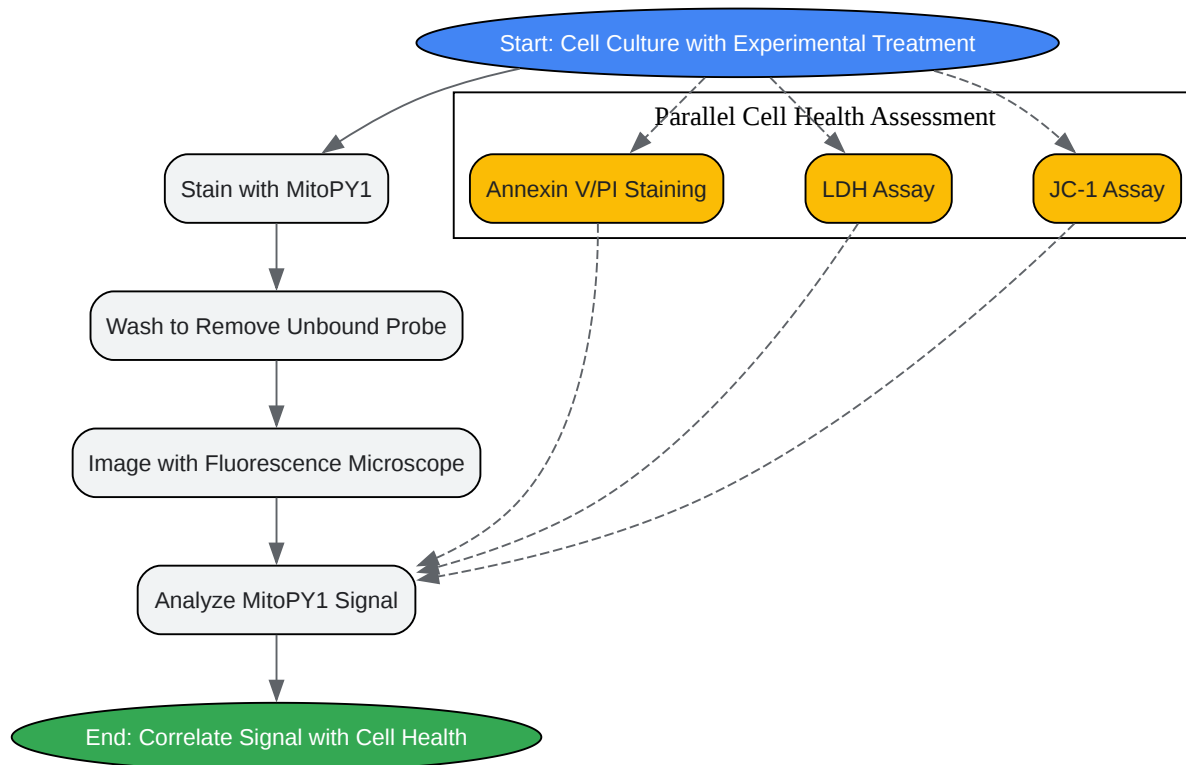 Start: Cell Culture with Experimental Treatment
Parallel Cell Health Assessment
Stain with MitoPY1
Annexin V/PI Staining
LDH Assay
JC-1 Assay
Wash to Remove Unbound Probe
Image with Fluorescence Microscope
Analyze MitoPY1 Signal
End: Correlate Signal with Cell Health